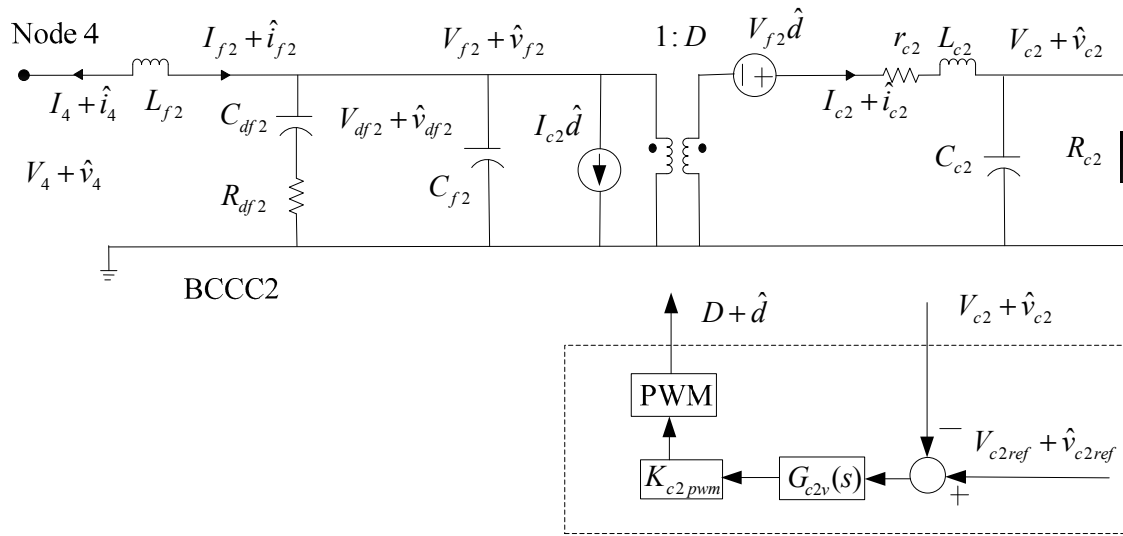 Node 4
I_{f2} + \hat{i}_{f2}
V_{f2} + \hat{v}_{f2}
1 : D
V_{f2}\hat{d}
r_{c2}
L_{c2}
V_{c2} + \hat{v}_{c2}
I_4 + \hat{i}_4
L_{f2}
C_{df2}
V_{df2} + \hat{v}_{df2}
I_{c2}\hat{d}
I_{c2} + \hat{i}_{c2}
V_4 + \hat{v}_4
R_{df2}
C_{f2}
C_{c2}
R_{c2}
BCCC2
D + \hat{d}
V_{c2} + \hat{v}_{c2}
PWM
K_{c2pwm}
G_{c2v}(s)
V_{c2ref} + \hat{v}_{c2ref}